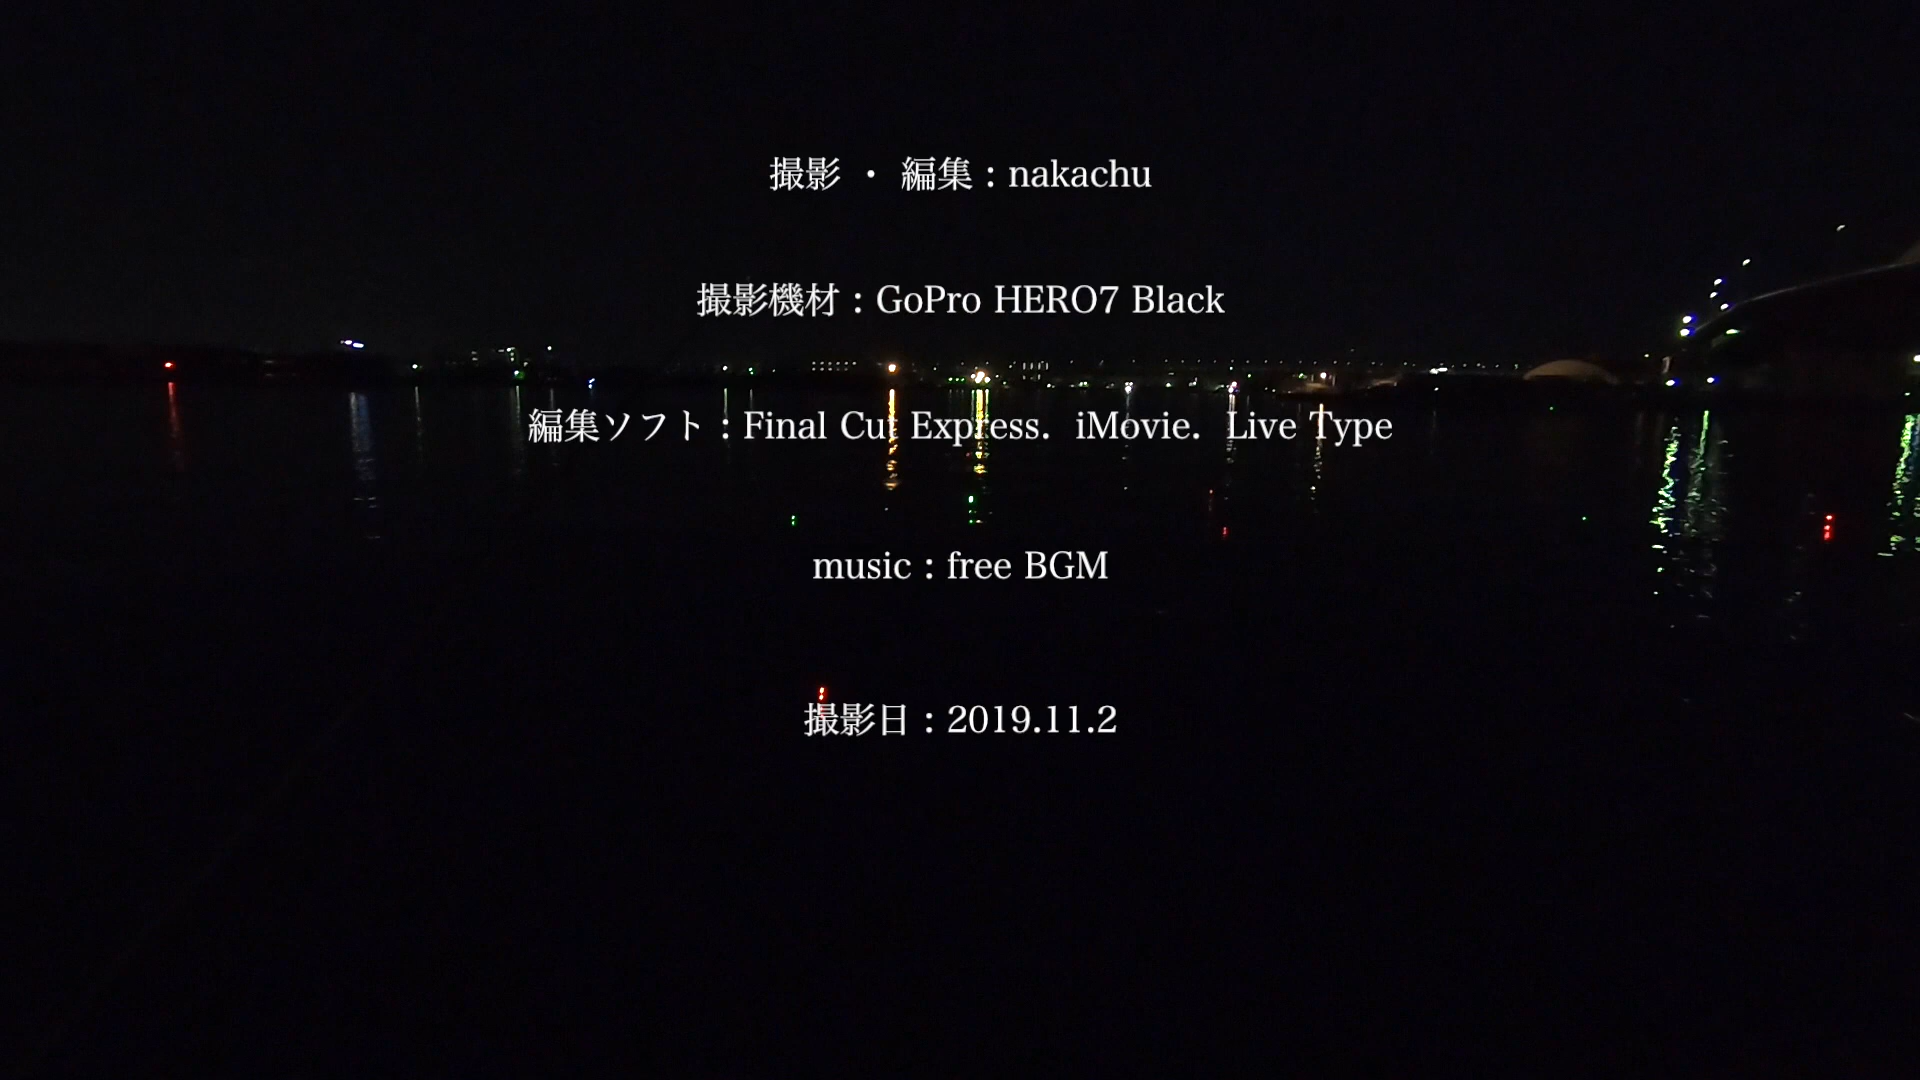 撮影 ・ 編集 : nakachu
撮影機材 : GoPro HERO7 Black
編集ソフト : Final Cut Express.  iMovie.  Live Type
music : free BGM
撮影日 : 2019.11.2